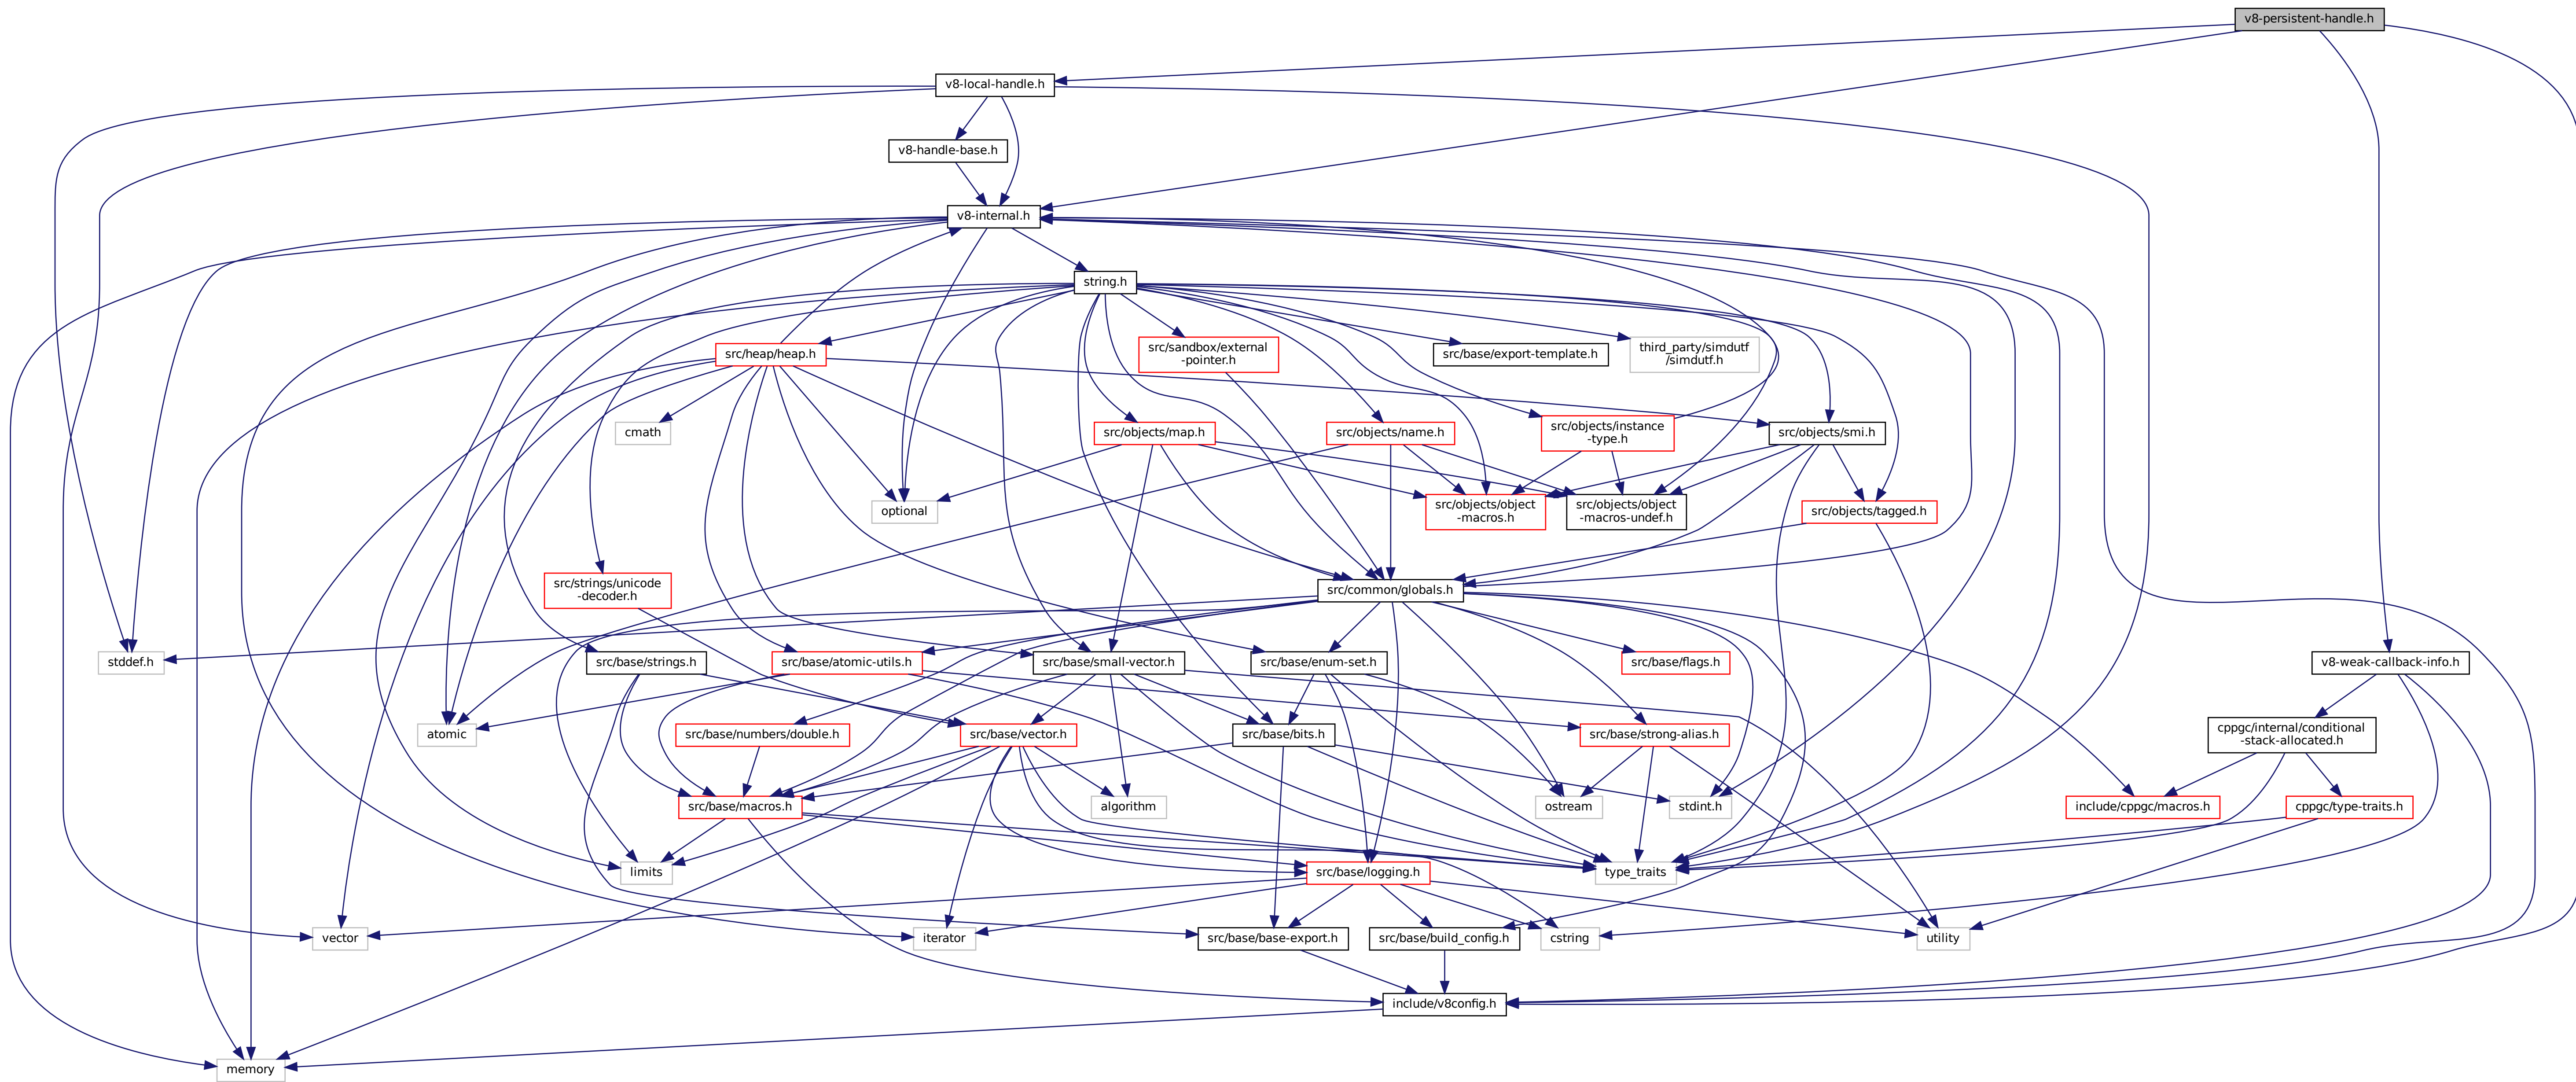 v8-persistent-handle.h
v8-local-handle.h
v8-handle-base.h
v8-internal.h
string.h
src/heap/heap.h
src/sandbox/external
-pointer.h
src/base/export-template.h
third_party/simdutf
/simdutf.h
cmath
src/objects/map.h
src/objects/name.h
src/objects/instance
-type.h
src/objects/smi.h
optional
src/objects/object
-macros.h
src/objects/object
-macros-undef.h
src/objects/tagged.h
src/strings/unicode
-decoder.h
src/common/globals.h
stddef.h
src/base/strings.h
src/base/atomic-utils.h
src/base/small-vector.h
src/base/enum-set.h
src/base/flags.h
v8-weak-callback-info.h
atomic
src/base/numbers/double.h
src/base/vector.h
src/base/bits.h
src/base/strong-alias.h
cppgc/internal/conditional
-stack-allocated.h
src/base/macros.h
algorithm
ostream
stdint.h
include/cppgc/macros.h
cppgc/type-traits.h
limits
src/base/logging.h
type_traits
vector
iterator
src/base/base-export.h
src/base/build_config.h
cstring
utility
include/v8config.h
memory